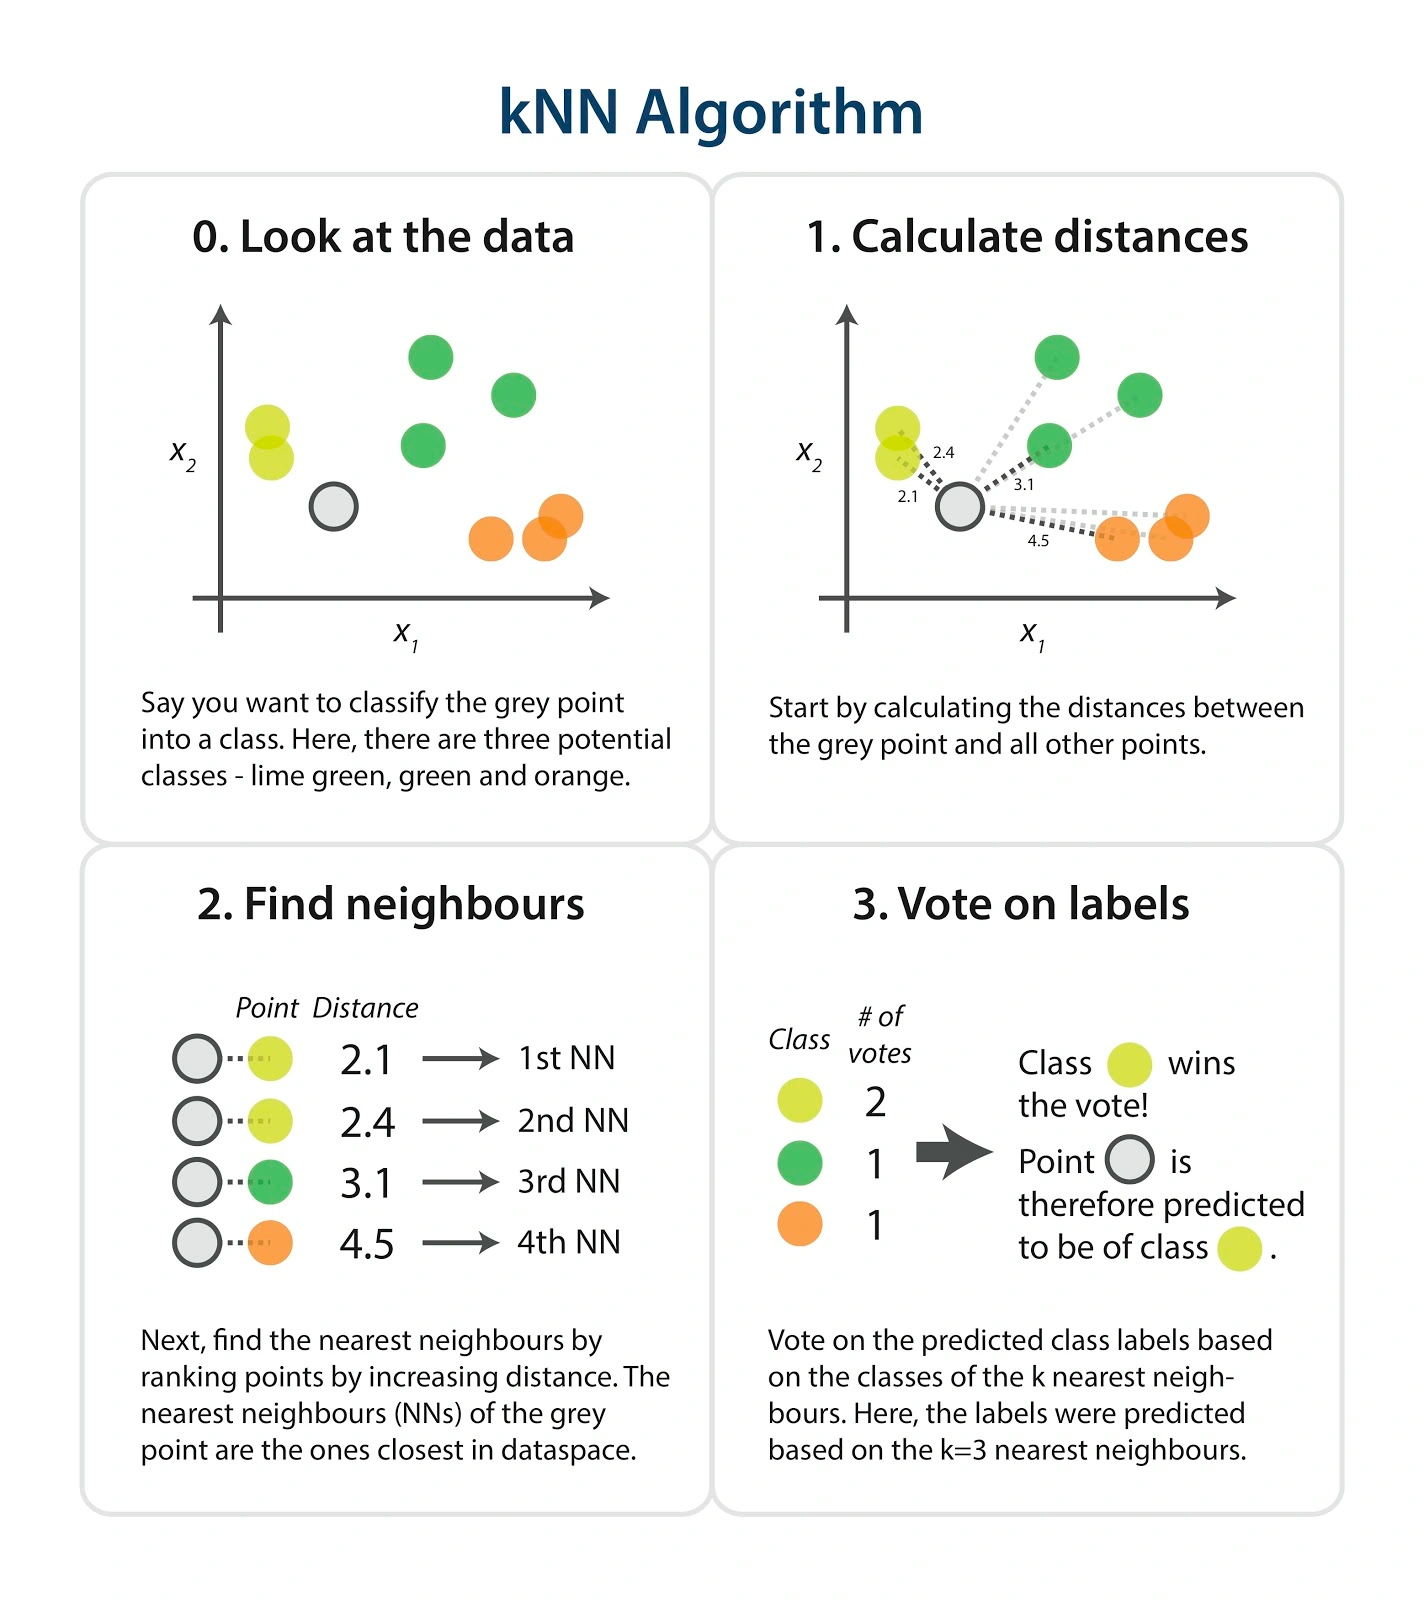 kNN Algorithm
0. Look at the data
x2
x1
Say you want to classify the grey point
into a class. Here, there are three potential
classes - lime green, green and orange.
1. Calculate distances
x2
2.4
2.1
3.1
4.5
x1
Start by calculating the distances between
the grey point and all other points.
2. Find neighbours
Point Distance
2.1 1st NN
2.4 2nd NN
3.1 3rd NN
4.5 4th NN
Next, find the nearest neighbours by
ranking points by increasing distance. The
nearest neighbours (NNs) of the grey
point are the ones closest in dataspace.
3. Vote on labels
Class # of votes
2
1
1
Class wins
the vote!
Point is
therefore predicted
to be of class .
Vote on the predicted class labels based
on the classes of the k nearest neigh-
bours. Here, the labels were predicted
based on the k=3 nearest neighbours.